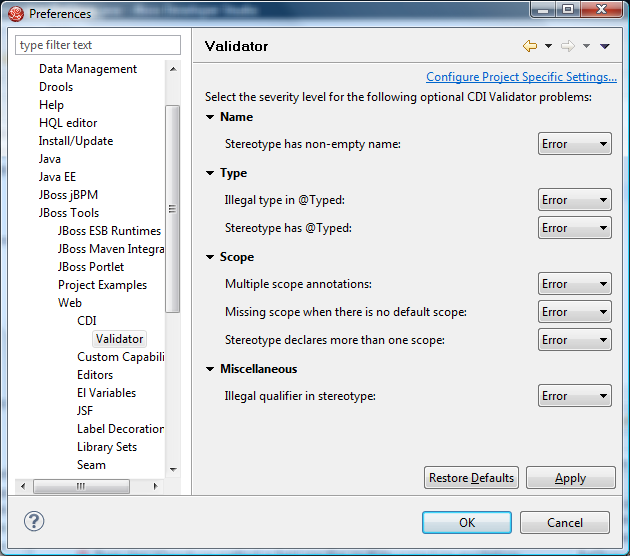 Preferences
type filter text
Data Management
Drools
Help
HQL editor
Install/Update
Java
Java EE
JBoss jBPM
JBoss Tools
JBoss ESB Runtimes
JBoss Maven Integra
JBoss Portlet
Project Examples
Web
CDI
Validator
Custom Capabili
Editors
El Variables
JSF
Label Decoration
Library Sets
Seam
Validator
Configure Project Specific Settings...
Select the severity level for the following optional CDI Validator problems:
Name
Stereotype has non-empty name: Error
Type
Illegal type in @Typed: Error
Stereotype has @Typed: Error
Scope
Multiple scope annotations: Error
Missing scope when there is no default scope: Error
Stereotype declares more than one scope: Error
Miscellaneous
Illegal qualifier in stereotype: Error
Restore Defaults Apply
? OK Cancel